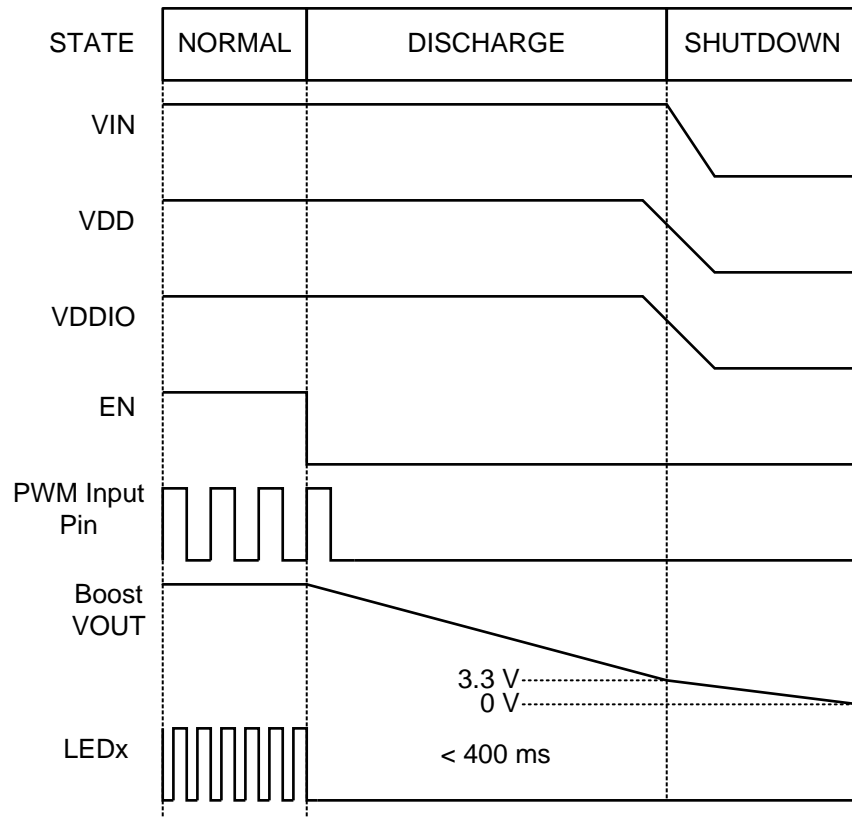 STATE NORMAL DISCHARGE SHUTDOWN
VIN
VDD
VDDIO
EN
PWM Input
Pin
Boost
VOUT
3.3 V
0 V
LEDx
< 400 ms